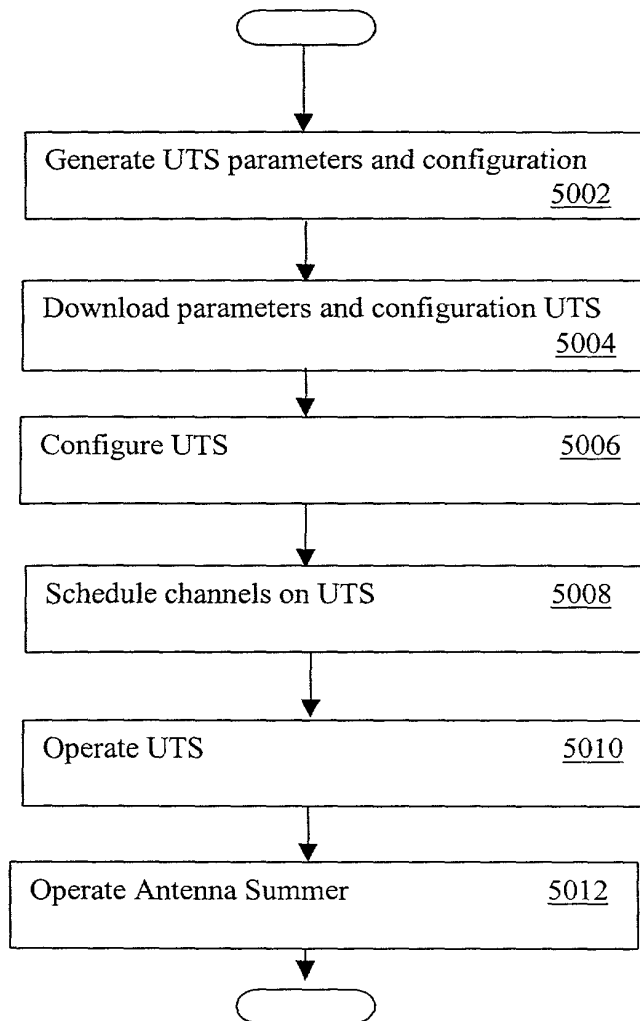 Generate UTS parameters and configuration
5002
Download parameters and configuration UTS
5004
Configure UTS 5006
Schedule channels on UTS 5008
Operate UTS 5010
Operate Antenna Summer 5012